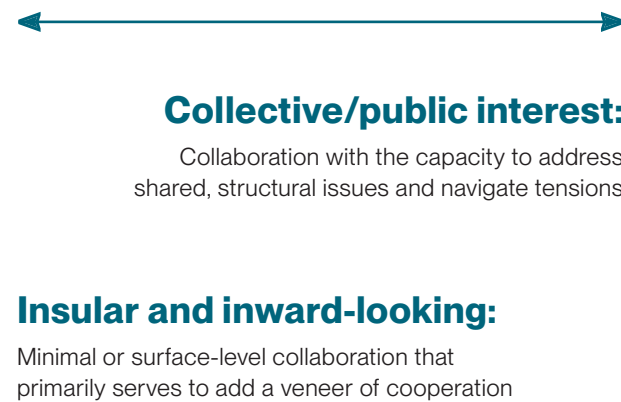 Collective/public interest:
Collaboration with the capacity to address
shared, structural issues and navigate tensions
Insular and inward-looking:
Minimal or surface-level collaboration that
primarily serves to add a veneer of cooperation